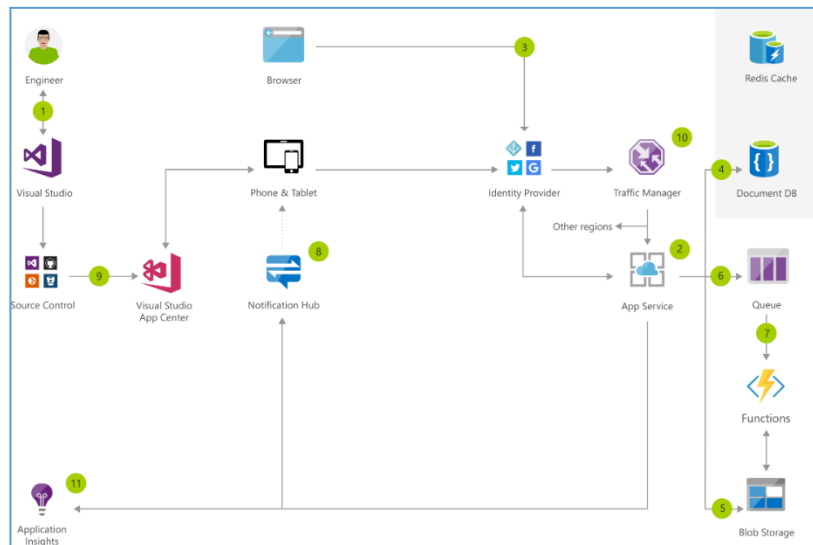 Engineer
1
Visual Studio
Source Control
9
Visual Studio
App Center
Browser
3
Phone & Tablet
8
Notification Hub
Identity Provider
10
Traffic Manager
Other regions
2
App Service
Redis Cache
4
Document DB
6
Queue
7
Functions
5
Blob Storage
11
Application
Insights